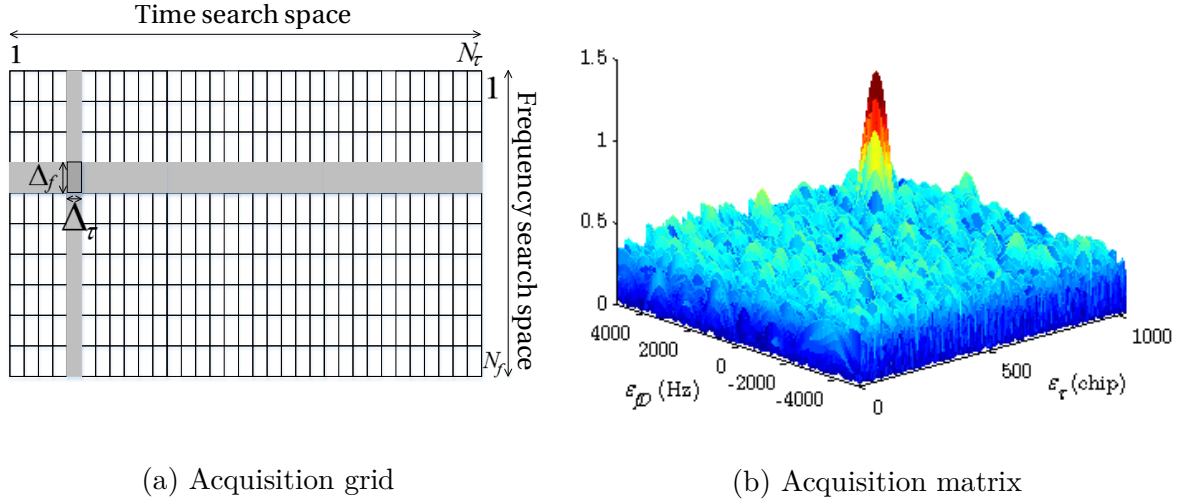 Time search space
1
N_τ
1
Frequency search space
Δ_f
Δ_τ
N_f
(a) Acquisition grid
1.5
1
0.5
0
4000
2000
0
-2000
-4000
ε_fD (Hz)
0
500
1000
ε_τ (chip)
(b) Acquisition matrix